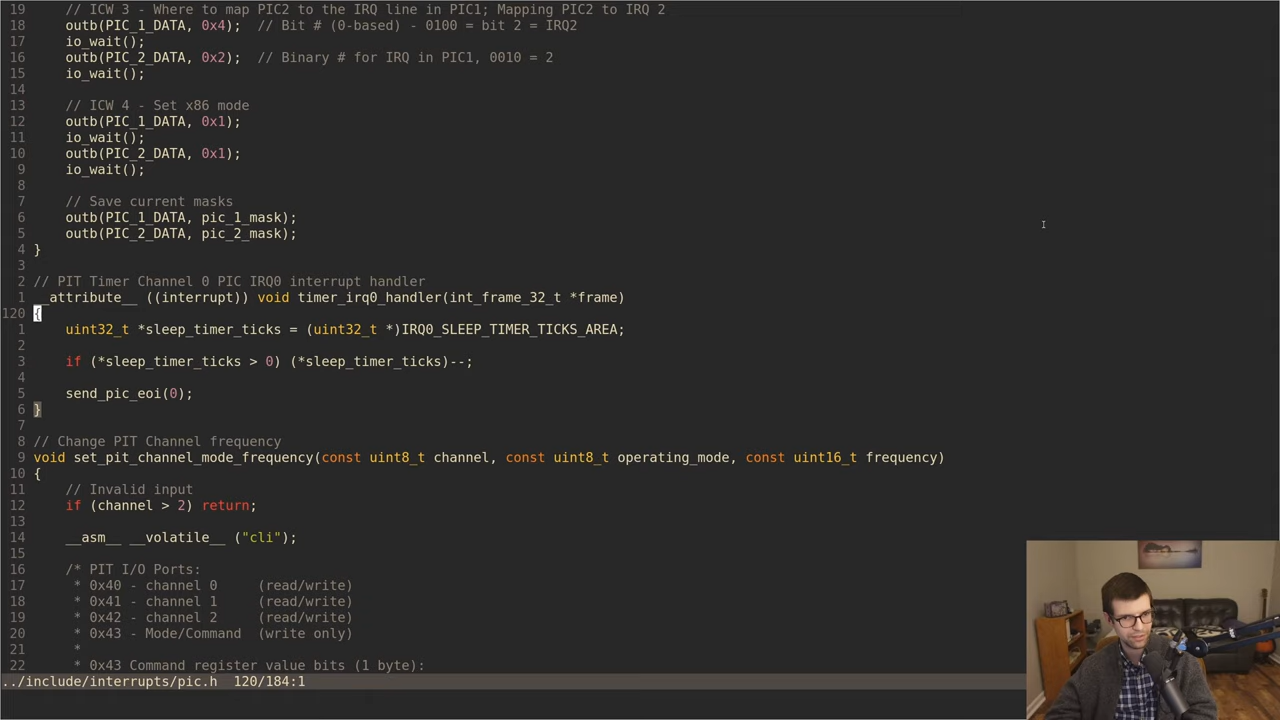 19      // ICW 3 - Where to map PIC2 to the IRQ line in PIC1; Mapping PIC2 to IRQ 2
18      outb(PIC_1_DATA, 0x4);  // Bit # (0-based) - 0100 = bit 2 = IRQ2
17      io_wait();
16      outb(PIC_2_DATA, 0x2);  // Binary # for IRQ in PIC1, 0010 = 2
15      io_wait();
14
13      // ICW 4 - Set x86 mode
12      outb(PIC_1_DATA, 0x1);
11      io_wait();
10      outb(PIC_2_DATA, 0x1);
9      io_wait();
8
7      // Save current masks
6      outb(PIC_1_DATA, pic_1_mask);
5      outb(PIC_2_DATA, pic_2_mask);
4  }
3
2  // PIT Timer Channel 0 PIC IRQ0 interrupt handler
1  __attribute__ ((interrupt)) void timer_irq0_handler(int_frame_32_t *frame)
120 {
1      uint32_t *sleep_timer_ticks = (uint32_t *)IRQ0_SLEEP_TIMER_TICKS_AREA;
2
3      if (*sleep_timer_ticks > 0) (*sleep_timer_ticks)--;
4
5      send_pic_eoi(0);
6  }
7
8  // Change PIT Channel frequency
9  void set_pit_channel_mode_frequency(const uint8_t channel, const uint8_t operating_mode, const uint16_t frequency)
10 {
11     // Invalid input
12     if (channel > 2) return;
13
14     __asm__ __volatile__ ("cli");
15
16     /* PIT I/O Ports:
17      * 0x40 - channel 0     (read/write)
18      * 0x41 - channel 1     (read/write)
19      * 0x42 - channel 2     (read/write)
20      * 0x43 - Mode/Command  (write only)
21      *
22      * 0x43 Command register value bits (1 byte):
../include/interrupts/pic.h  120/184:1